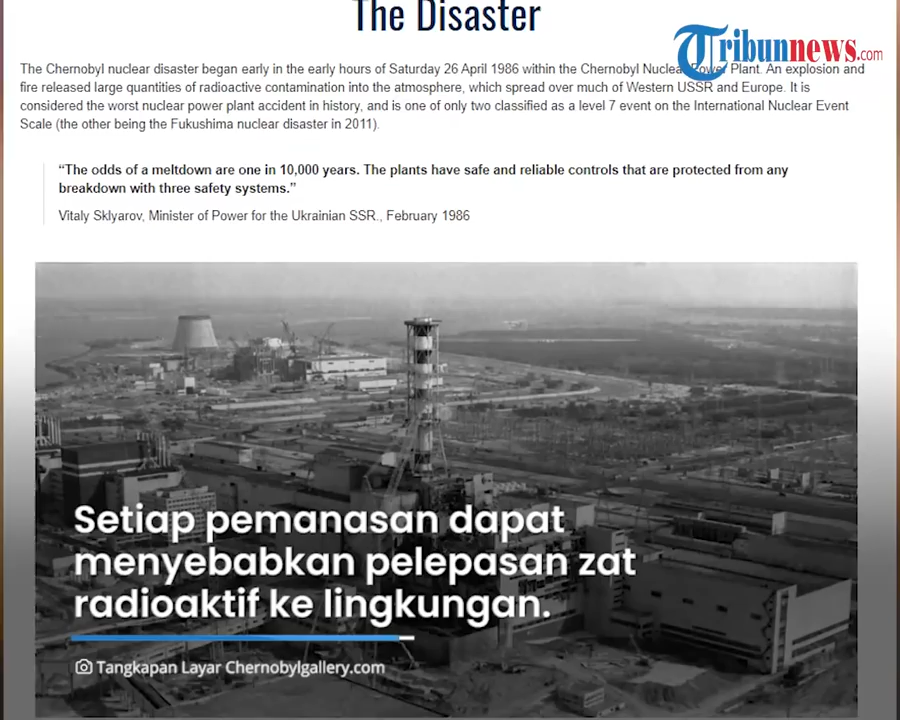 The Disaster
Tribunnews.com
The Chernobyl nuclear disaster began early in the early hours of Saturday 26 April 1986 within the Chernobyl Nuclear Power Plant. An explosion and
fire released large quantities of radioactive contamination into the atmosphere, which spread over much of Western USSR and Europe. It is
considered the worst nuclear power plant accident in history, and is one of only two classified as a level 7 event on the International Nuclear Event
Scale (the other being the Fukushima nuclear disaster in 2011).
“The odds of a meltdown are one in 10,000 years. The plants have safe and reliable controls that are protected from any
breakdown with three safety systems.”
Vitaly Sklyarov, Minister of Power for the Ukrainian SSR., February 1986
Setiap pemanasan dapat
menyebabkan pelepasan zat
radioaktif ke lingkungan.
Tangkapan Layar Chernobylgallery.com